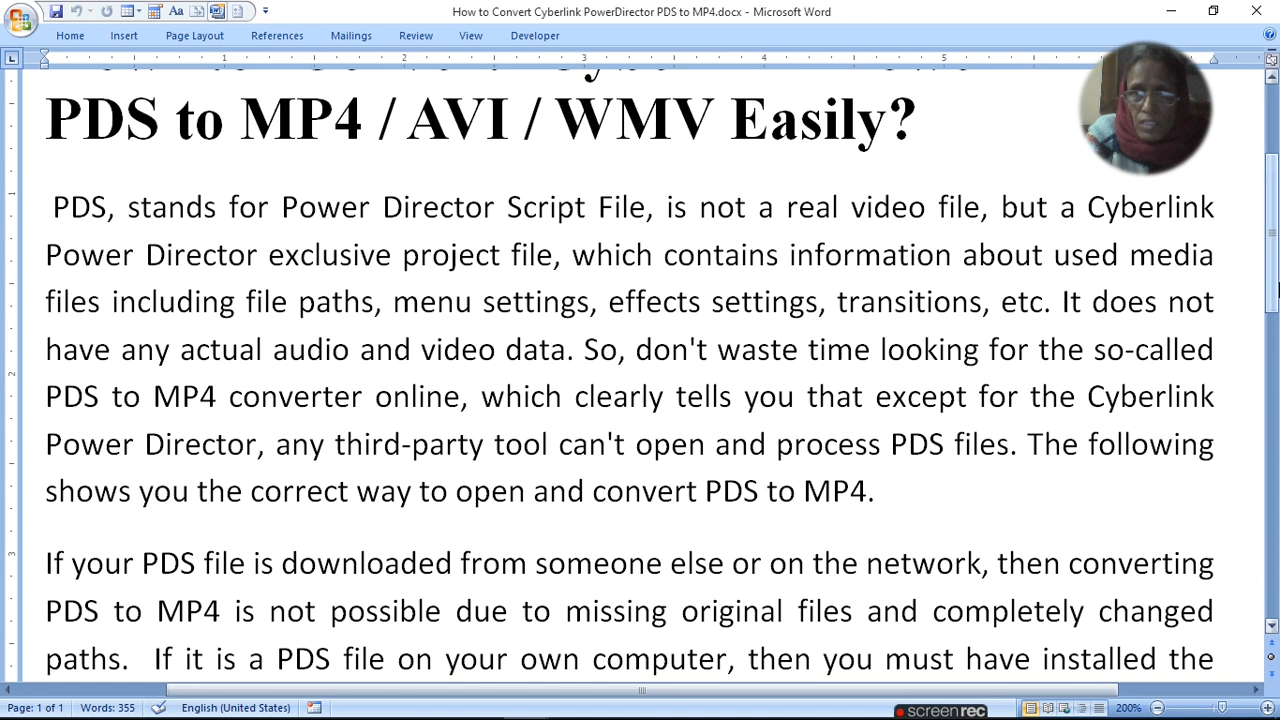 How to Convert Cyberlink PowerDirector PDS to MP4.docx - Microsoft Word
Home Insert Page Layout References Mailings Review View Developer
1 2 3 4 5
PDS to MP4 / AVI / WMV Easily?
PDS, stands for Power Director Script File, is not a real video file, but a Cyberlink
Power Director exclusive project file, which contains information about used media
files including file paths, menu settings, effects settings, transitions, etc. It does not
have any actual audio and video data. So, don't waste time looking for the so-called
PDS to MP4 converter online, which clearly tells you that except for the Cyberlink
Power Director, any third-party tool can't open and process PDS files. The following
shows you the correct way to open and convert PDS to MP4.
If your PDS file is downloaded from someone else or on the network, then converting
PDS to MP4 is not possible due to missing original files and completely changed
paths. If it is a PDS file on your own computer, then you must have installed the
Page: 1 of 1 Words: 355 English (United States) screenrec 200%